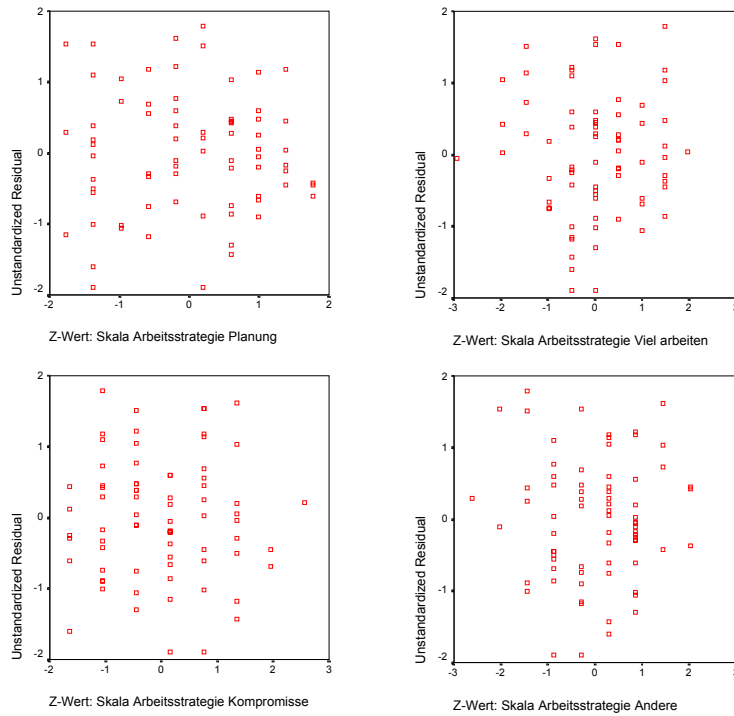 2
1
0
-1
-2
Unstandardized Residual
-2 -1 0 1 2
Z-Wert: Skala Arbeitsstrategie Planung
2
1
0
-1
-2
Unstandardized Residual
-3 -2 -1 0 1 2 3
Z-Wert: Skala Arbeitsstrategie Viel arbeiten
2
1
0
-1
-2
Unstandardized Residual
-2 -1 0 1 2 3
Z-Wert: Skala Arbeitsstrategie Kompromisse
2
1
0
-1
-2
Unstandardized Residual
-3 -2 -1 0 1 2 3
Z-Wert: Skala Arbeitsstrategie Andere